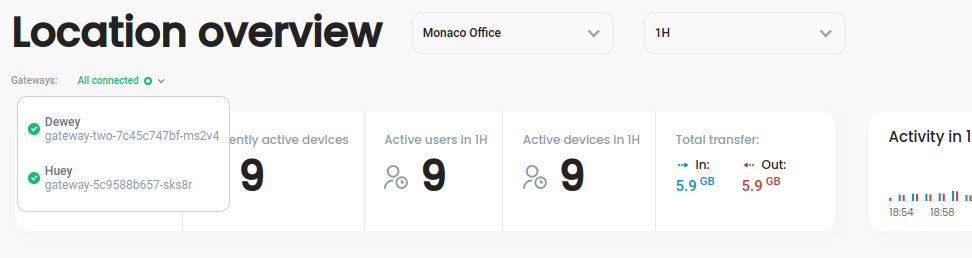 Location overview
Monaco Office
1H
Gateways: All connected
Dewey
gateway-two-7c45c747bf-ms2v4
Huey
gateway-5c9588b657-sks8r
ently active devices
9
Active users in 1H
9
Active devices in 1H
9
Total transfer:
In: Out:
5.9 GB 5.9 GB
Activity in 1
18:54 18:58